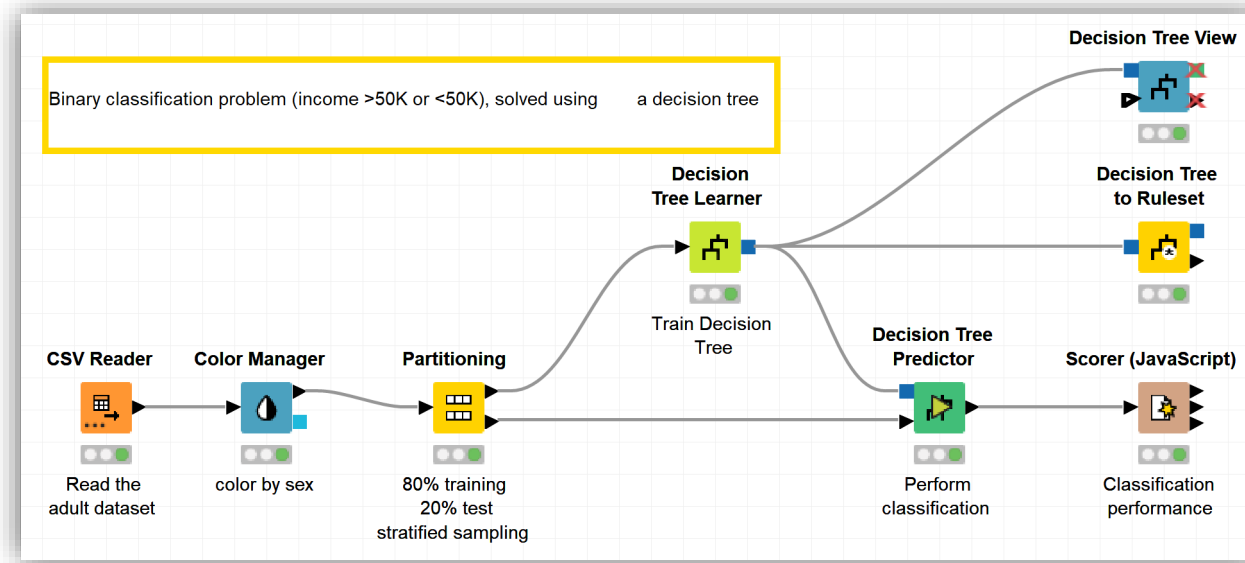 Decision Tree View
Binary classification problem (income >50K or <50K), solved using a decision tree
Decision
Tree Learner
Decision Tree
to Ruleset
Train Decision
Tree
Decision Tree
Predictor
CSV Reader
Color Manager
Partitioning
Scorer (JavaScript)
Read the
adult dataset
color by sex
80% training
20% test
stratified sampling
Perform
classification
Classification
performance